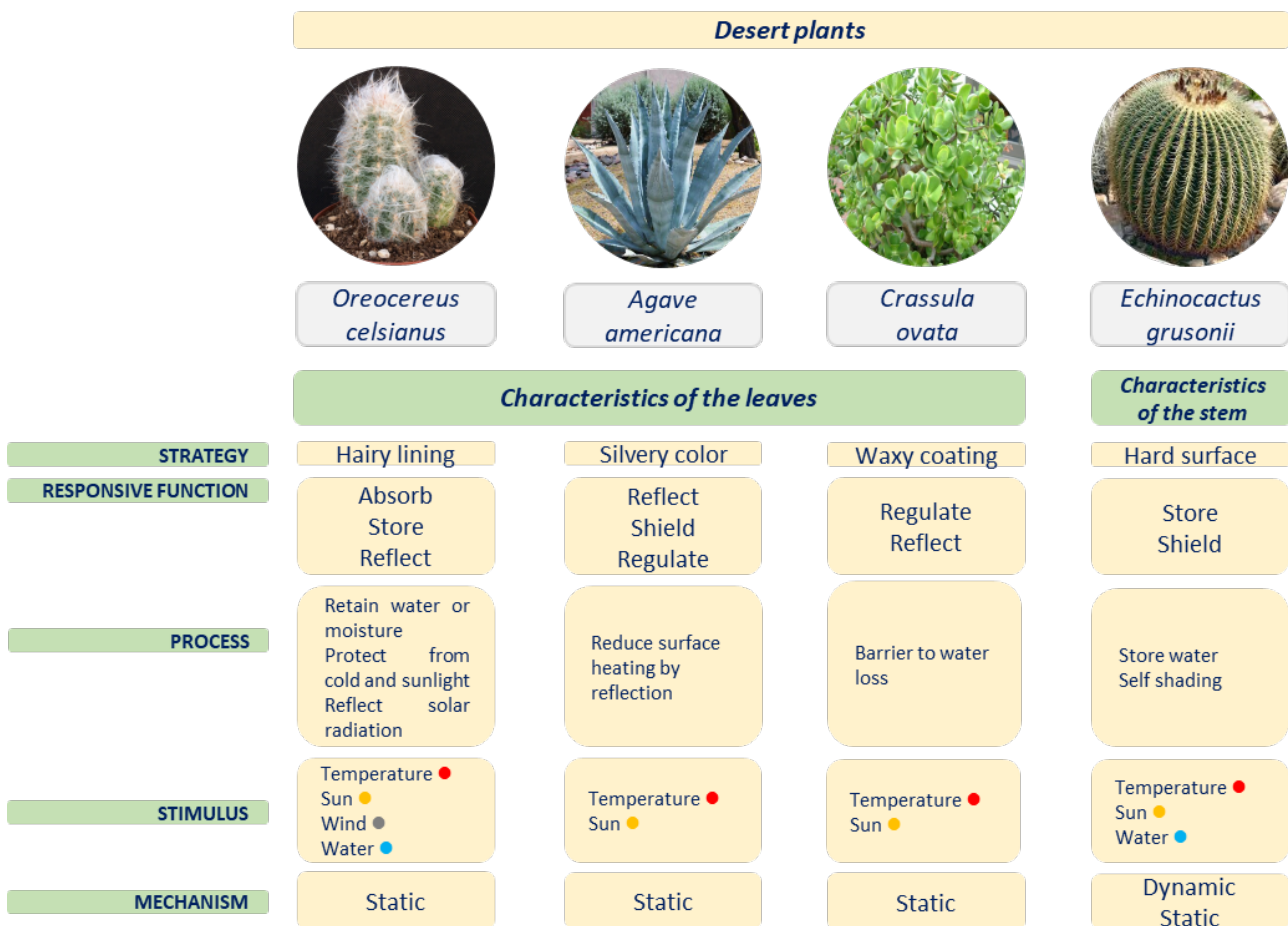 Desert plants
Oreocereus
celsianus
Agave
americana
Crassula
ovata
Echinocactus
grusonii
Characteristics of the leaves
Characteristics
of the stem
STRATEGY
Hairy lining
Silvery color
Waxy coating
Hard surface
RESPONSIVE FUNCTION
Absorb
Store
Reflect
Reflect
Shield
Regulate
Regulate
Reflect
Store
Shield
PROCESS
Retain water or
moisture
Protect from
cold and sunlight
Reflect solar
radiation
Reduce surface
heating by
reflection
Barrier to water
loss
Store water
Self shading
STIMULUS
Temperature
Sun
Wind
Water
Temperature
Sun
Temperature
Sun
Temperature
Sun
Water
MECHANISM
Static
Static
Static
Dynamic
Static